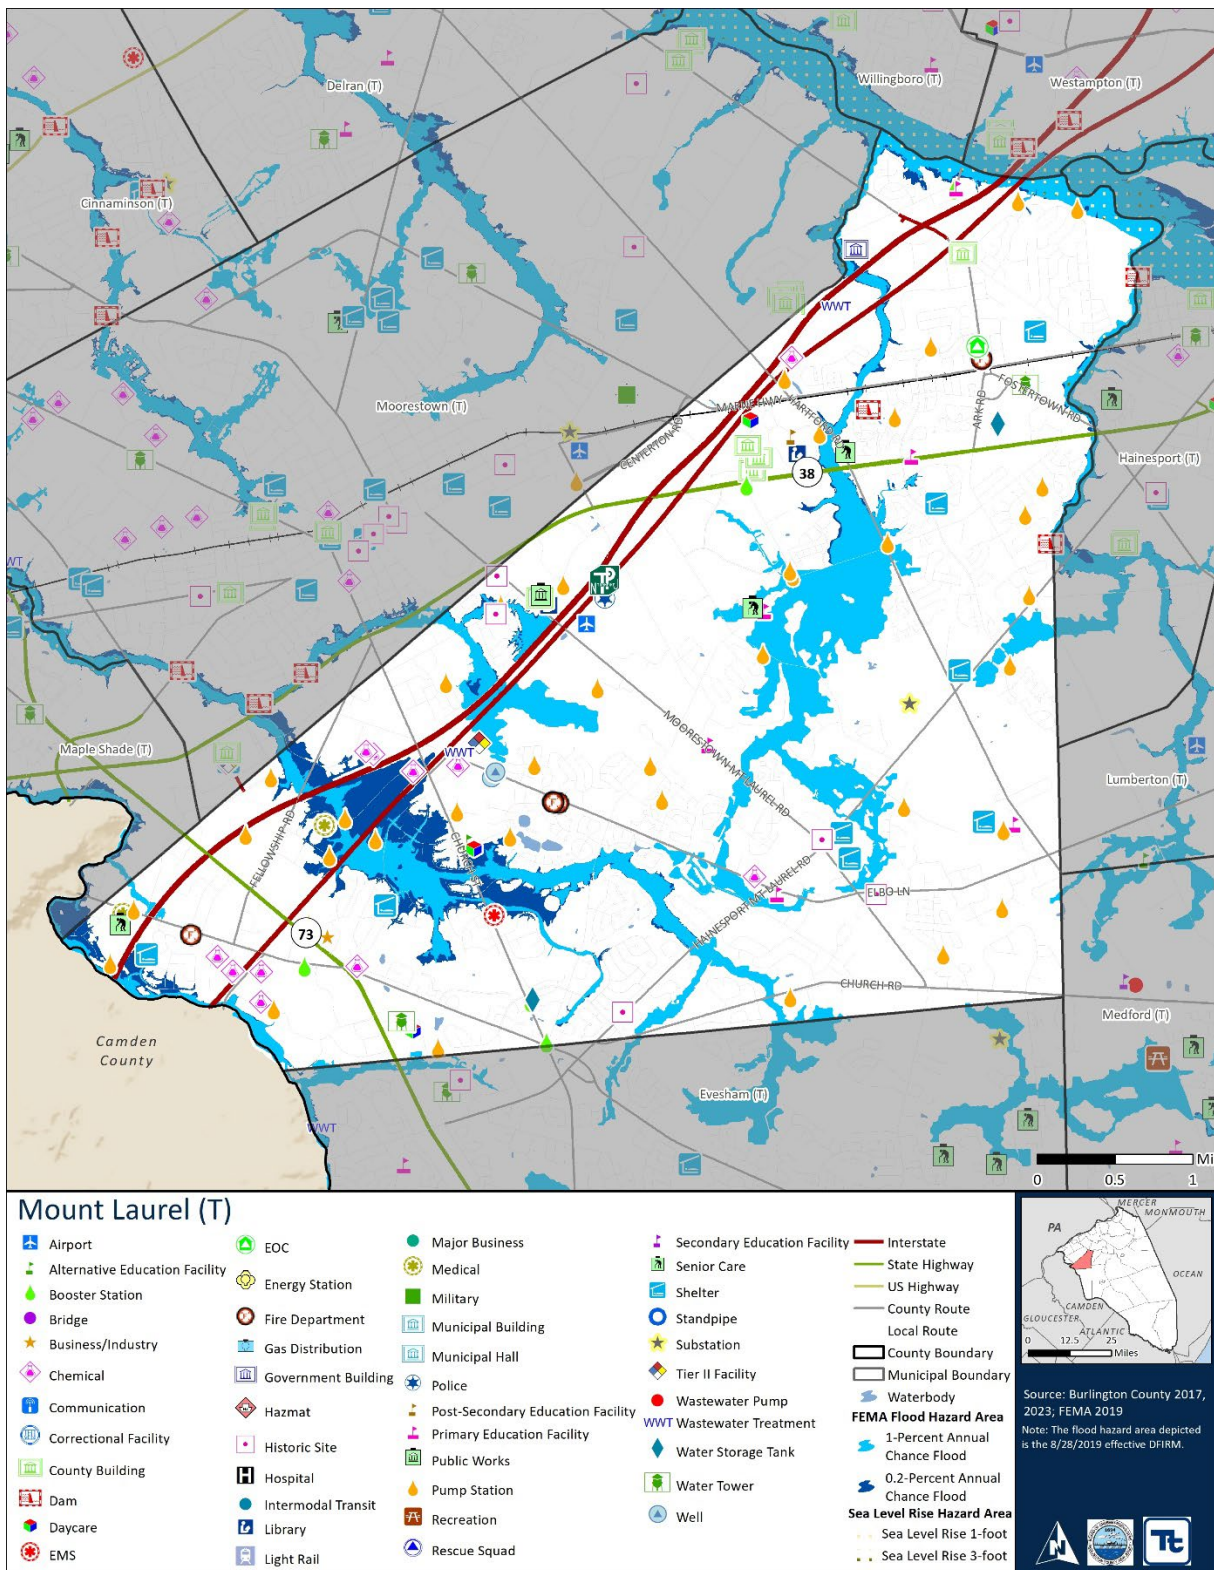 Willingboro (T)
Westampton (T)
Delran (T)
Cinnaminson (T)
WWT
Moorestown (T)
MARNE HWY
HARTFORD RD
FOSTERTOWN RD
ARK RD
CENTERTON RD
38
Hainesport (T)
WWT
Maple Shade (T)
WWT
MOORESTOWN-MT LAUREL RD
Lumberton (T)
FELLOWSHIP RD
CHURCH ST
HAINESPORT MT LAUREL RD
ELBO LN
73
CHURCH RD
Camden
County
Medford (T)
Evesham (T)
WWT
Mi
0 0.5 1
Mount Laurel (T)
Airport
Alternative Education Facility
Booster Station
Bridge
Business/Industry
Chemical
Communication
Correctional Facility
County Building
Dam
Daycare
EMS
EOC
Energy Station
Fire Department
Gas Distribution
Government Building
Hazmat
Historic Site
Hospital
Intermodal Transit
Library
Light Rail
Major Business
Medical
Military
Municipal Building
Municipal Hall
Police
Post-Secondary Education Facility
Primary Education Facility
Public Works
Pump Station
Recreation
Rescue Squad
Secondary Education Facility
Senior Care
Shelter
Standpipe
Substation
Tier II Facility
Wastewater Pump
WWT Wastewater Treatment
Water Storage Tank
Water Tower
Well
Interstate
State Highway
US Highway
County Route
Local Route
County Boundary
Municipal Boundary
Waterbody
FEMA Flood Hazard Area
1-Percent Annual
Chance Flood
0.2-Percent Annual
Chance Flood
Sea Level Rise Hazard Area
Sea Level Rise 1-foot
Sea Level Rise 3-foot
MERCER
MONMOUTH
PA
OCEAN
CAMDEN
GLOUCESTER
ATLANTIC
0 12.5 25
Miles
Source: Burlington County 2017,
2023; FEMA 2019
Note: The flood hazard area depicted
is the 8/28/2019 effective DFIRM.
N
Tt